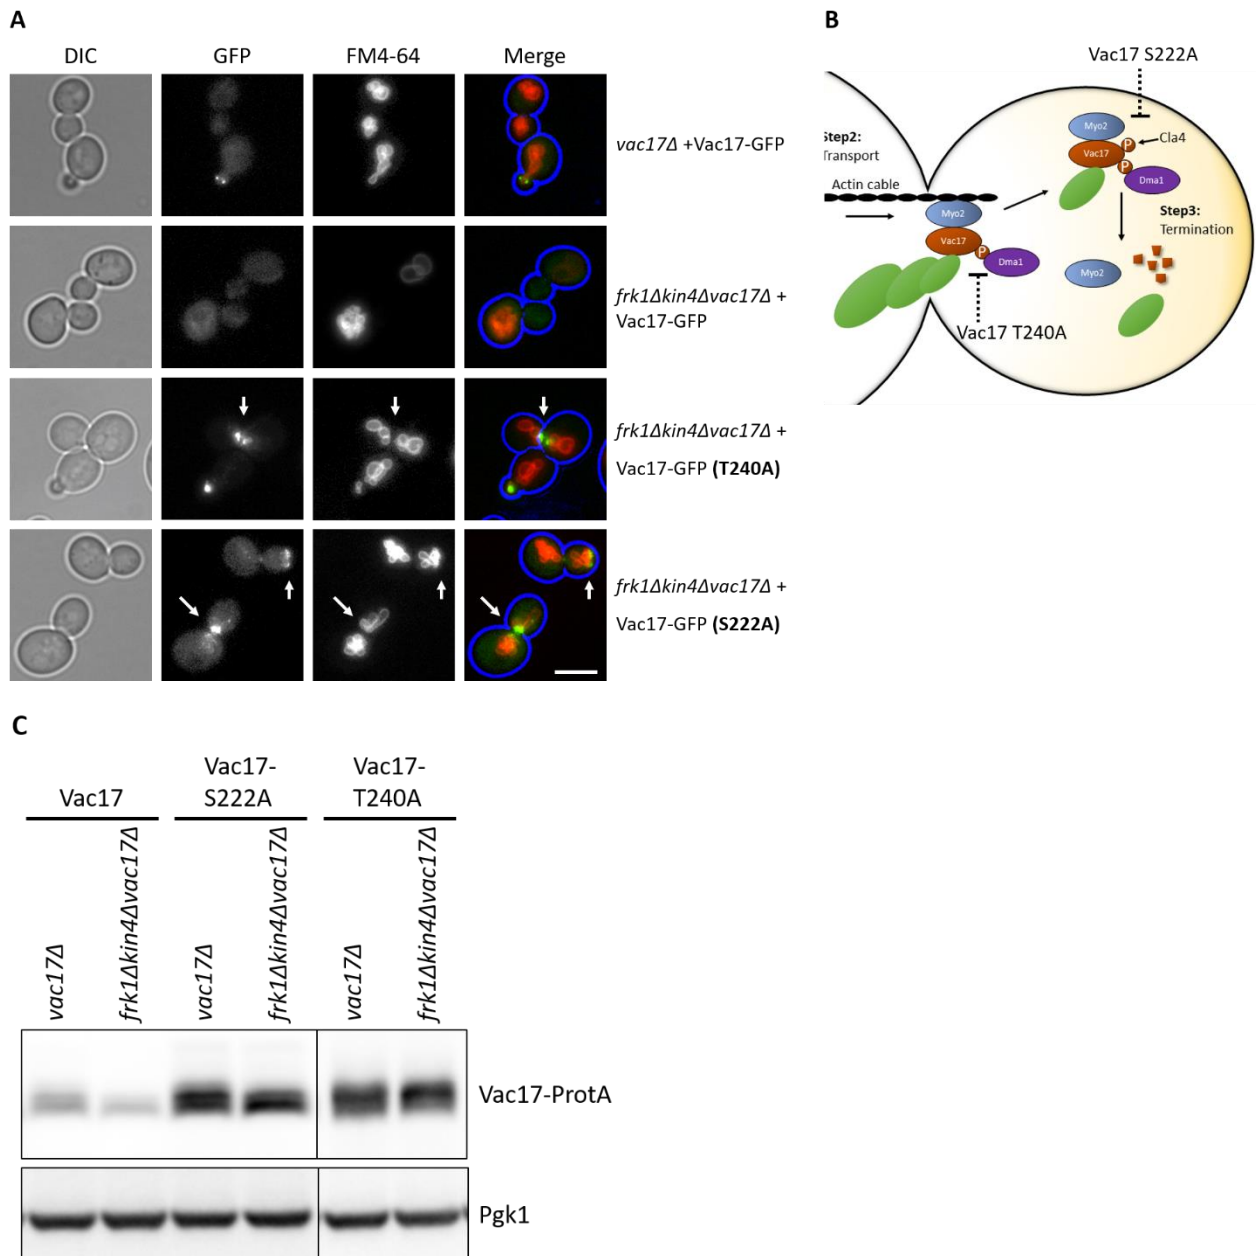 A
DIC
GFP
FM4-64
Merge
vac17Δ +Vac17-GFP
frk1Δkin4Δvac17Δ +
Vac17-GFP
frk1Δkin4Δvac17Δ +
Vac17-GFP (T240A)
frk1Δkin4Δvac17Δ +
Vac17-GFP (S222A)
B
Vac17 S222A
Myo2
Vac17
P
Cla4
P
Dma1
Step2:
Transport
Actin cable
Myo2
Vac17
P
Dma1
Step3:
Termination
Myo2
Vac17 T240A
C
Vac17
Vac17-
S222A
Vac17-
T240A
vac17Δ
frk1Δkin4Δvac17Δ
vac17Δ
frk1Δkin4Δvac17Δ
vac17Δ
frk1Δkin4Δvac17Δ
Vac17-ProtA
Pgk1